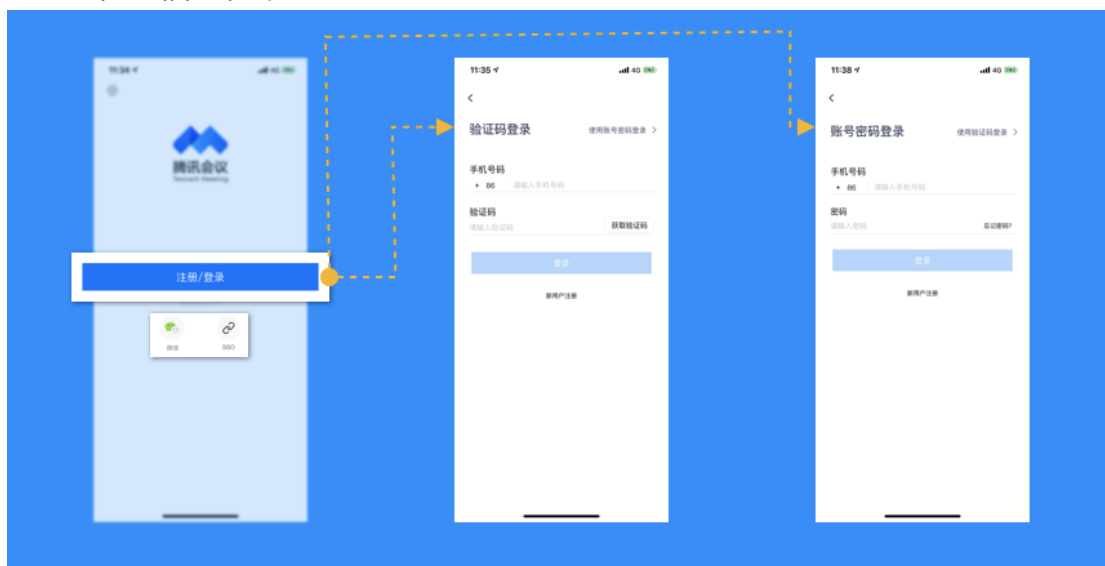 11:34
4G
腾讯会议
Tencent Meeting
注册/登录
微信
SSO
11:35
4G
验证码登录
使用账号密码登录
手机号码
+ 86
请输入手机号码
验证码
请输入验证码
获取验证码
登录
新用户注册
11:38
4G
账号密码登录
使用验证码登录
手机号码
+ 86
请输入手机号码
密码
请输入密码
忘记密码?
登录
新用户注册